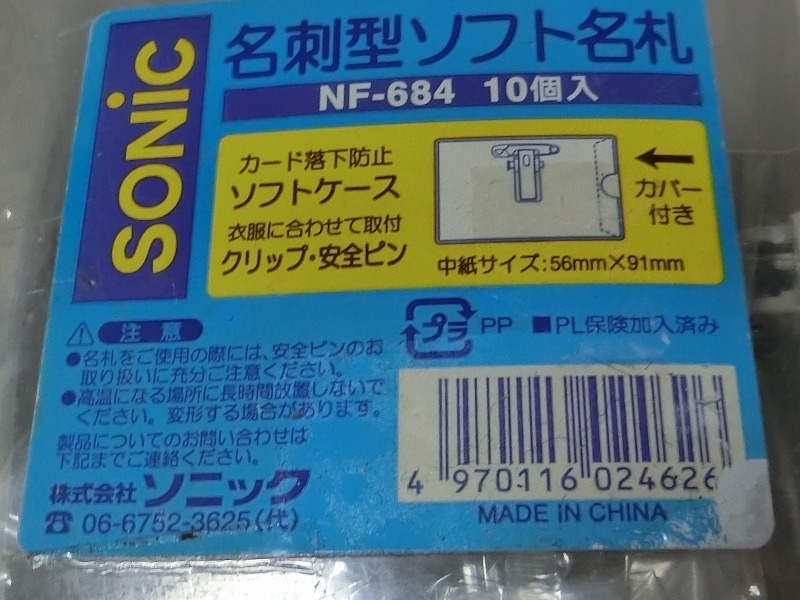 SONiC
名刺型ソフト名札
NF-684 10個入
カード落下防止
ソフトケース
衣服に合わせて取付
クリップ・安全ピン
カバー
付き
中紙サイズ:56mm×91mm
注意
●名札をご使用の際には、安全ピンのお
取り扱いに充分ご注意ください。
●高温になる場所に長時間放置しないで
ください。変形する場合があります。
製品についてのお問い合わせは
下記までご連絡ください。
株式会社 ソニック
☎ 06-6752-3625(代)
プラ PP ■PL保険加入済み
4 970116 024626
MADE IN CHINA